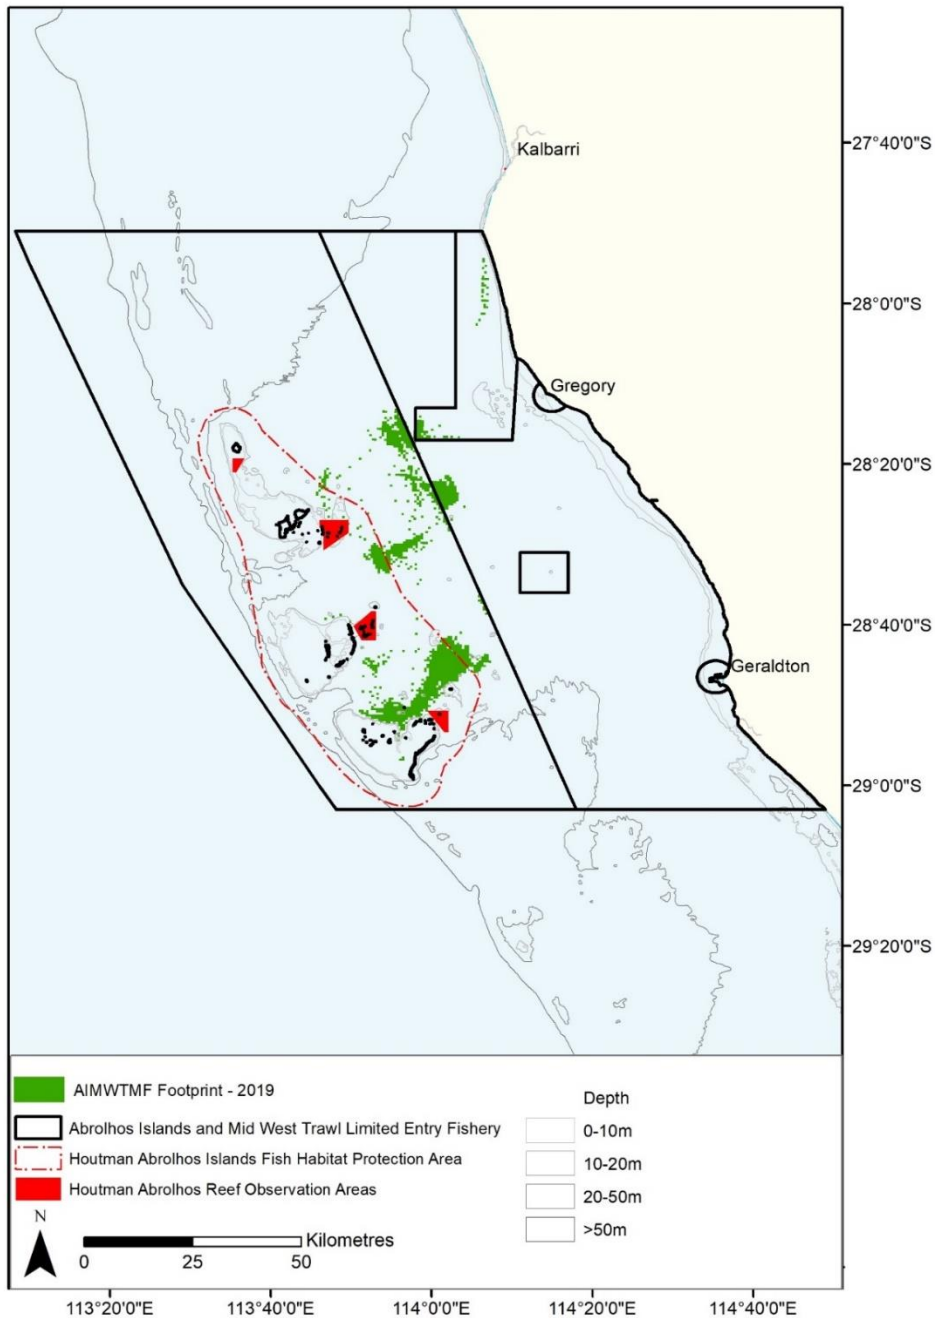 Kalbarri
27°40'0"S
28°0'0"S
Gregory
28°20'0"S
28°40'0"S
Geraldton
29°0'0"S
29°20'0"S
AIMWTMF Footprint - 2019
Abrolhos Islands and Mid West Trawl Limited Entry Fishery
Houtman Abrolhos Islands Fish Habitat Protection Area
Houtman Abrolhos Reef Observation Areas
Depth
0-10m
10-20m
20-50m
>50m
N
Kilometres
0 25 50
113°20'0"E 113°40'0"E 114°0'0"E 114°20'0"E 114°40'0"E